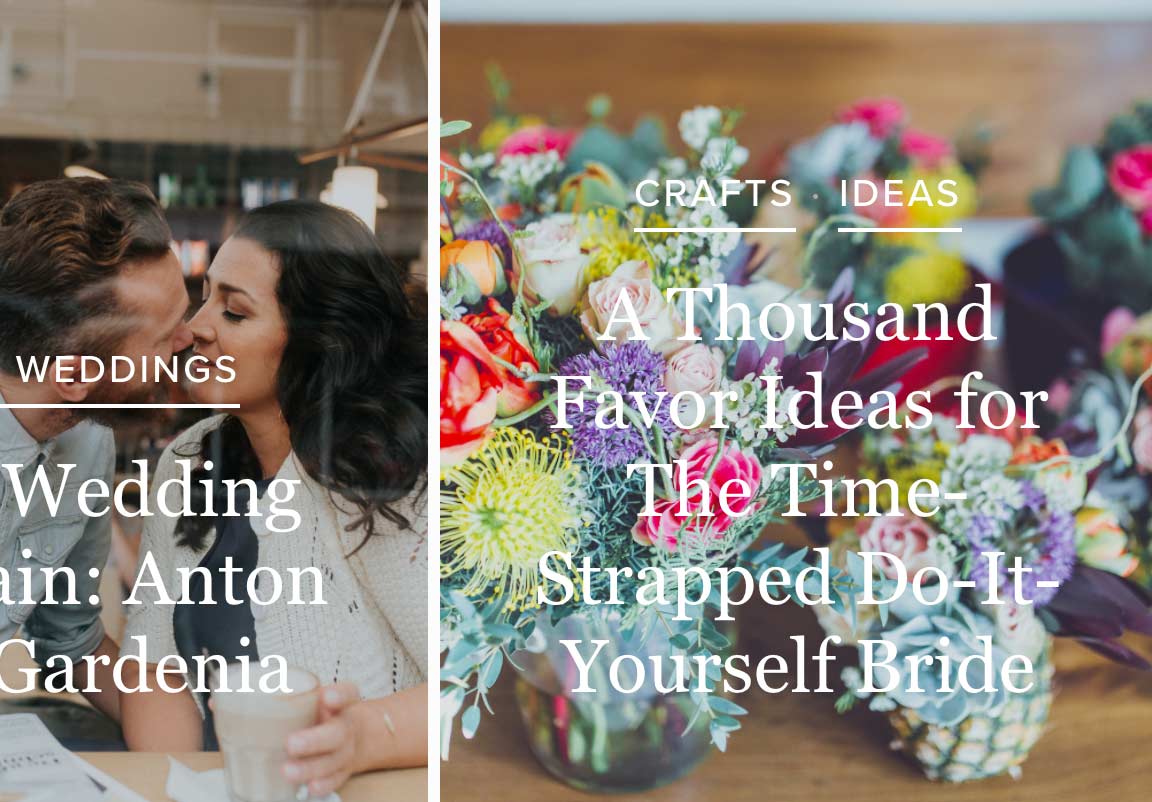 WEDDINGS
Wedding
ain: Anton
Gardenia
CRAFTS · IDEAS
A Thousand
Favor Ideas for
The Time-
Strapped Do-It-
Yourself Bride